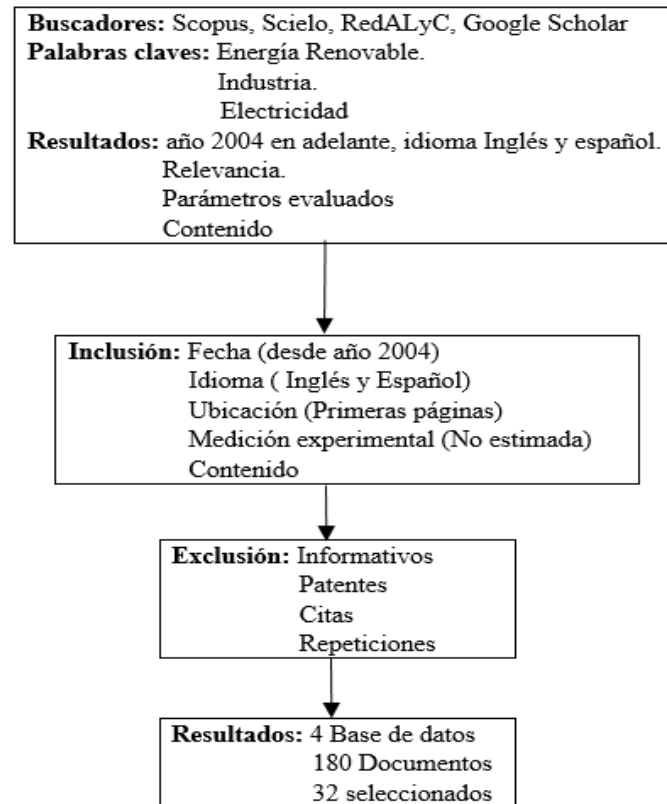 Buscadores: Scopus, Scielo, RedALyC, Google Scholar
Palabras claves: Energía Renovable.
Industria.
Electricidad
Resultados: año 2004 en adelante, idioma Inglés y español.
Relevancia.
Parámetros evaluados
Contenido
Inclusión: Fecha (desde año 2004)
Idioma ( Inglés y Español)
Ubicación (Primeras páginas)
Medición experimental (No estimada)
Contenido
Exclusión: Informativos
Patentes
Citas
Repeticiones
Resultados: 4 Base de datos
180 Documentos
32 seleccionados